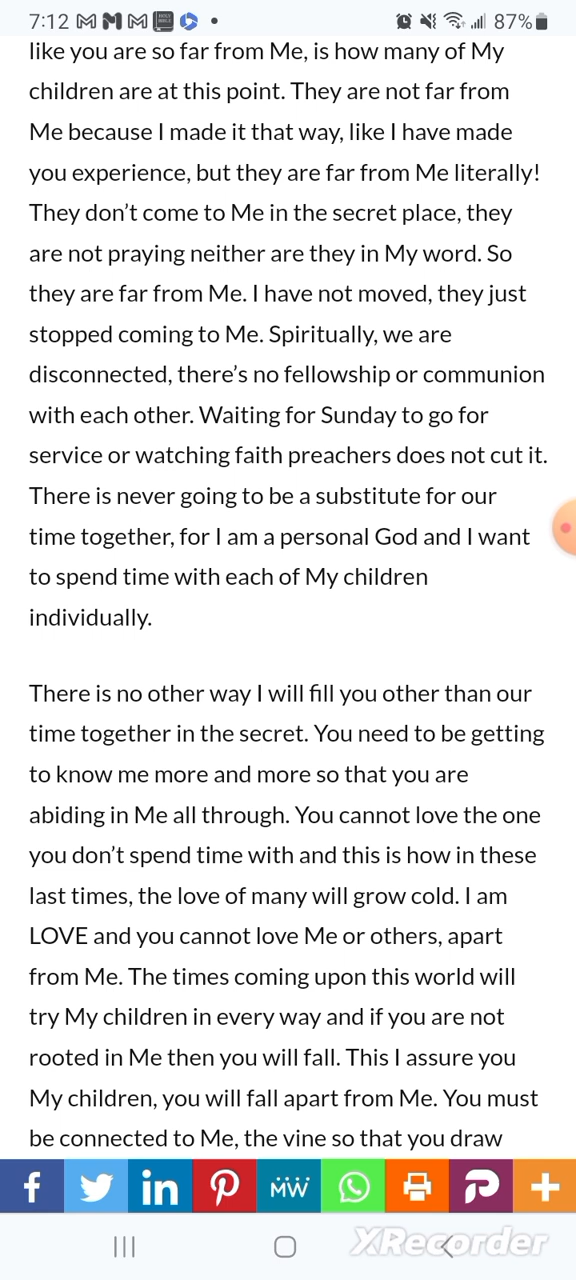 7:12
87%
like you are so far from Me, is how many of My
children are at this point. They are not far from
Me because I made it that way, like I have made
you experience, but they are far from Me literally!
They don’t come to Me in the secret place, they
are not praying neither are they in My word. So
they are far from Me. I have not moved, they just
stopped coming to Me. Spiritually, we are
disconnected, there’s no fellowship or communion
with each other. Waiting for Sunday to go for
service or watching faith preachers does not cut it.
There is never going to be a substitute for our
time together, for I am a personal God and I want
to spend time with each of My children
individually.
There is no other way I will fill you other than our
time together in the secret. You need to be getting
to know me more and more so that you are
abiding in Me all through. You cannot love the one
you don’t spend time with and this is how in these
last times, the love of many will grow cold. I am
LOVE and you cannot love Me or others, apart
from Me. The times coming upon this world will
try My children in every way and if you are not
rooted in Me then you will fall. This I assure you
My children, you will fall apart from Me. You must
be connected to Me, the vine so that you draw
MW
XRecorder